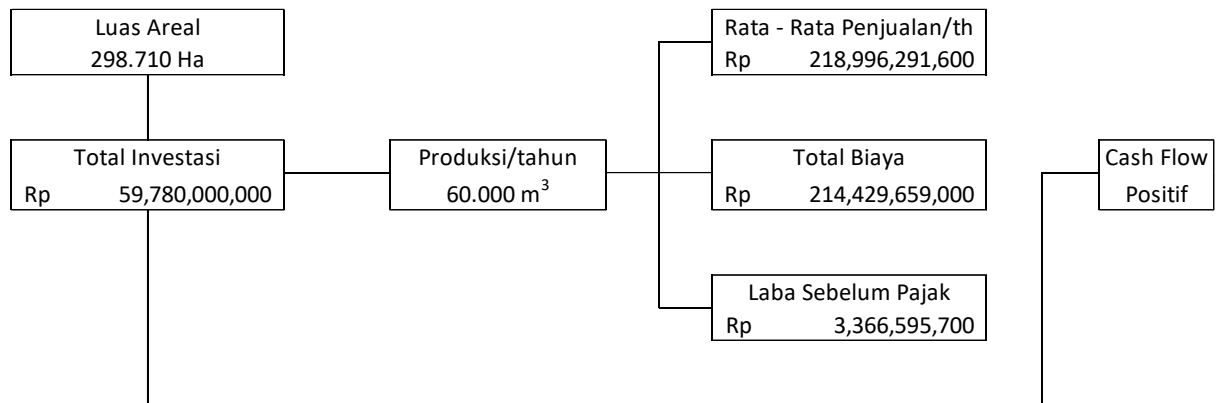 Luas Areal
298.710 Ha
Total Investasi
Rp 59,780,000,000
Produksi/tahun
60.000 m³
Rata - Rata Penjualan/th
Rp 218,996,291,600
Total Biaya
Rp 214,429,659,000
Laba Sebelum Pajak
Rp 3,366,595,700
Cash Flow
Positif